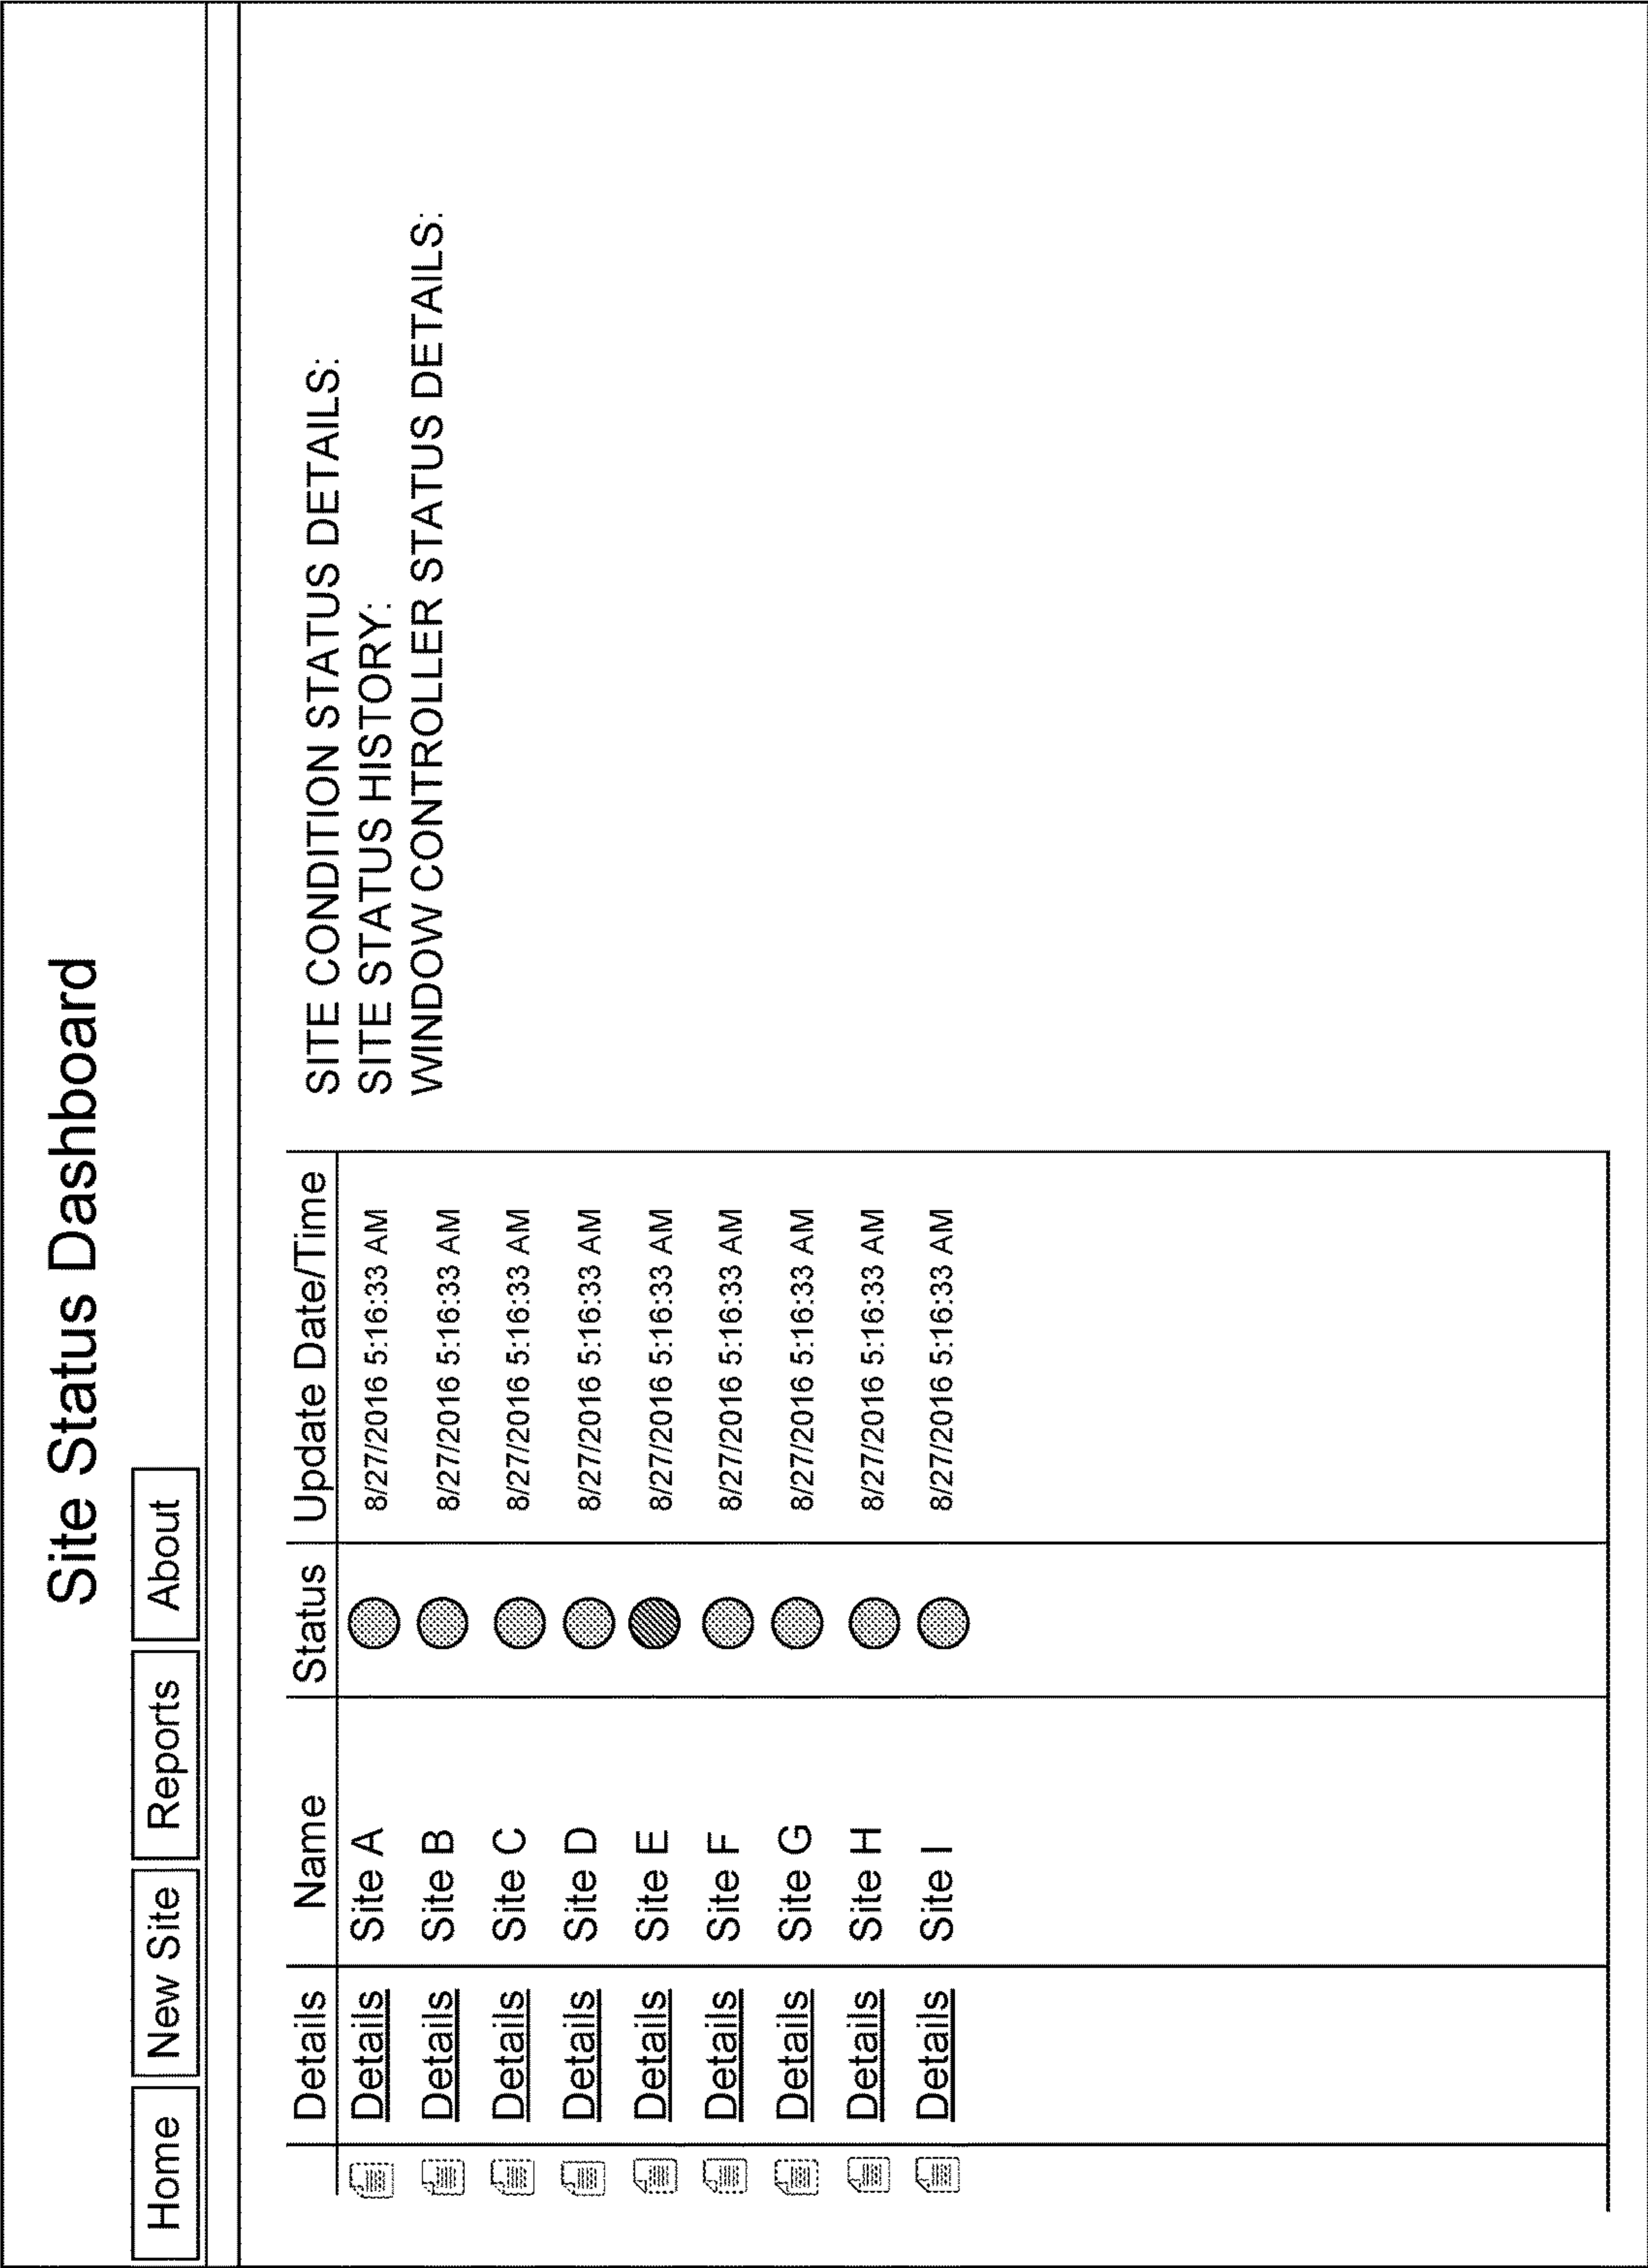 Site Status Dashboard
Home New Site Reports About
Details Name Status Update Date/Time
Details Site A 8/27/2016 5:16:33 AM
Details Site B 8/27/2016 5:16:33 AM
Details Site C 8/27/2016 5:16:33 AM
Details Site D 8/27/2016 5:16:33 AM
Details Site E 8/27/2016 5:16:33 AM
Details Site F 8/27/2016 5:16:33 AM
Details Site G 8/27/2016 5:16:33 AM
Details Site H 8/27/2016 5:16:33 AM
Details Site I 8/27/2016 5:16:33 AM
SITE CONDITION STATUS DETAILS:
SITE STATUS HISTORY:
WINDOW CONTROLLER STATUS DETAILS: